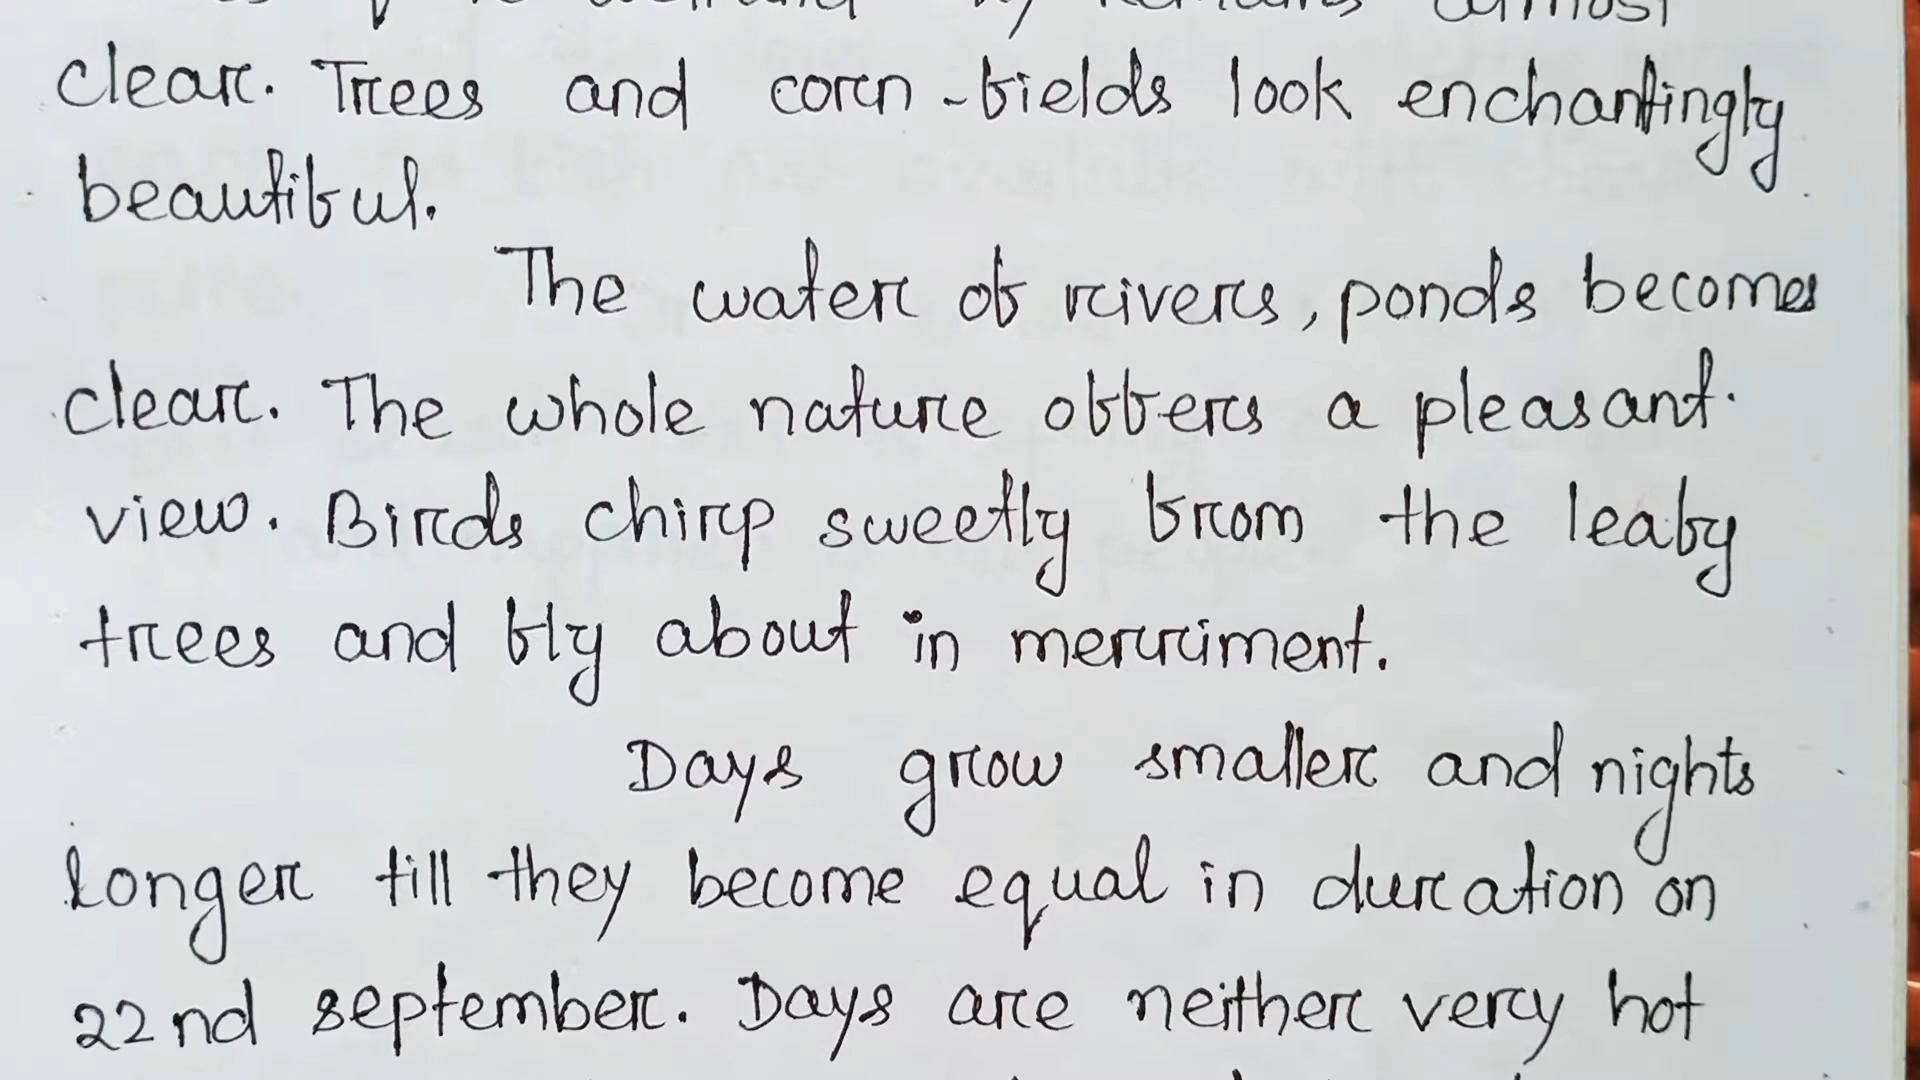 remains almost
clear. Trees and corn-fields look enchantingly
beautiful.
The water of rivers, ponds becomes
clear. The whole nature offers a pleasant
view. Birds chirp sweetly from the leafy
trees and fly about in merriment.
Days grow smaller and nights
longer till they become equal in duration on
22nd september. Days are neither very hot